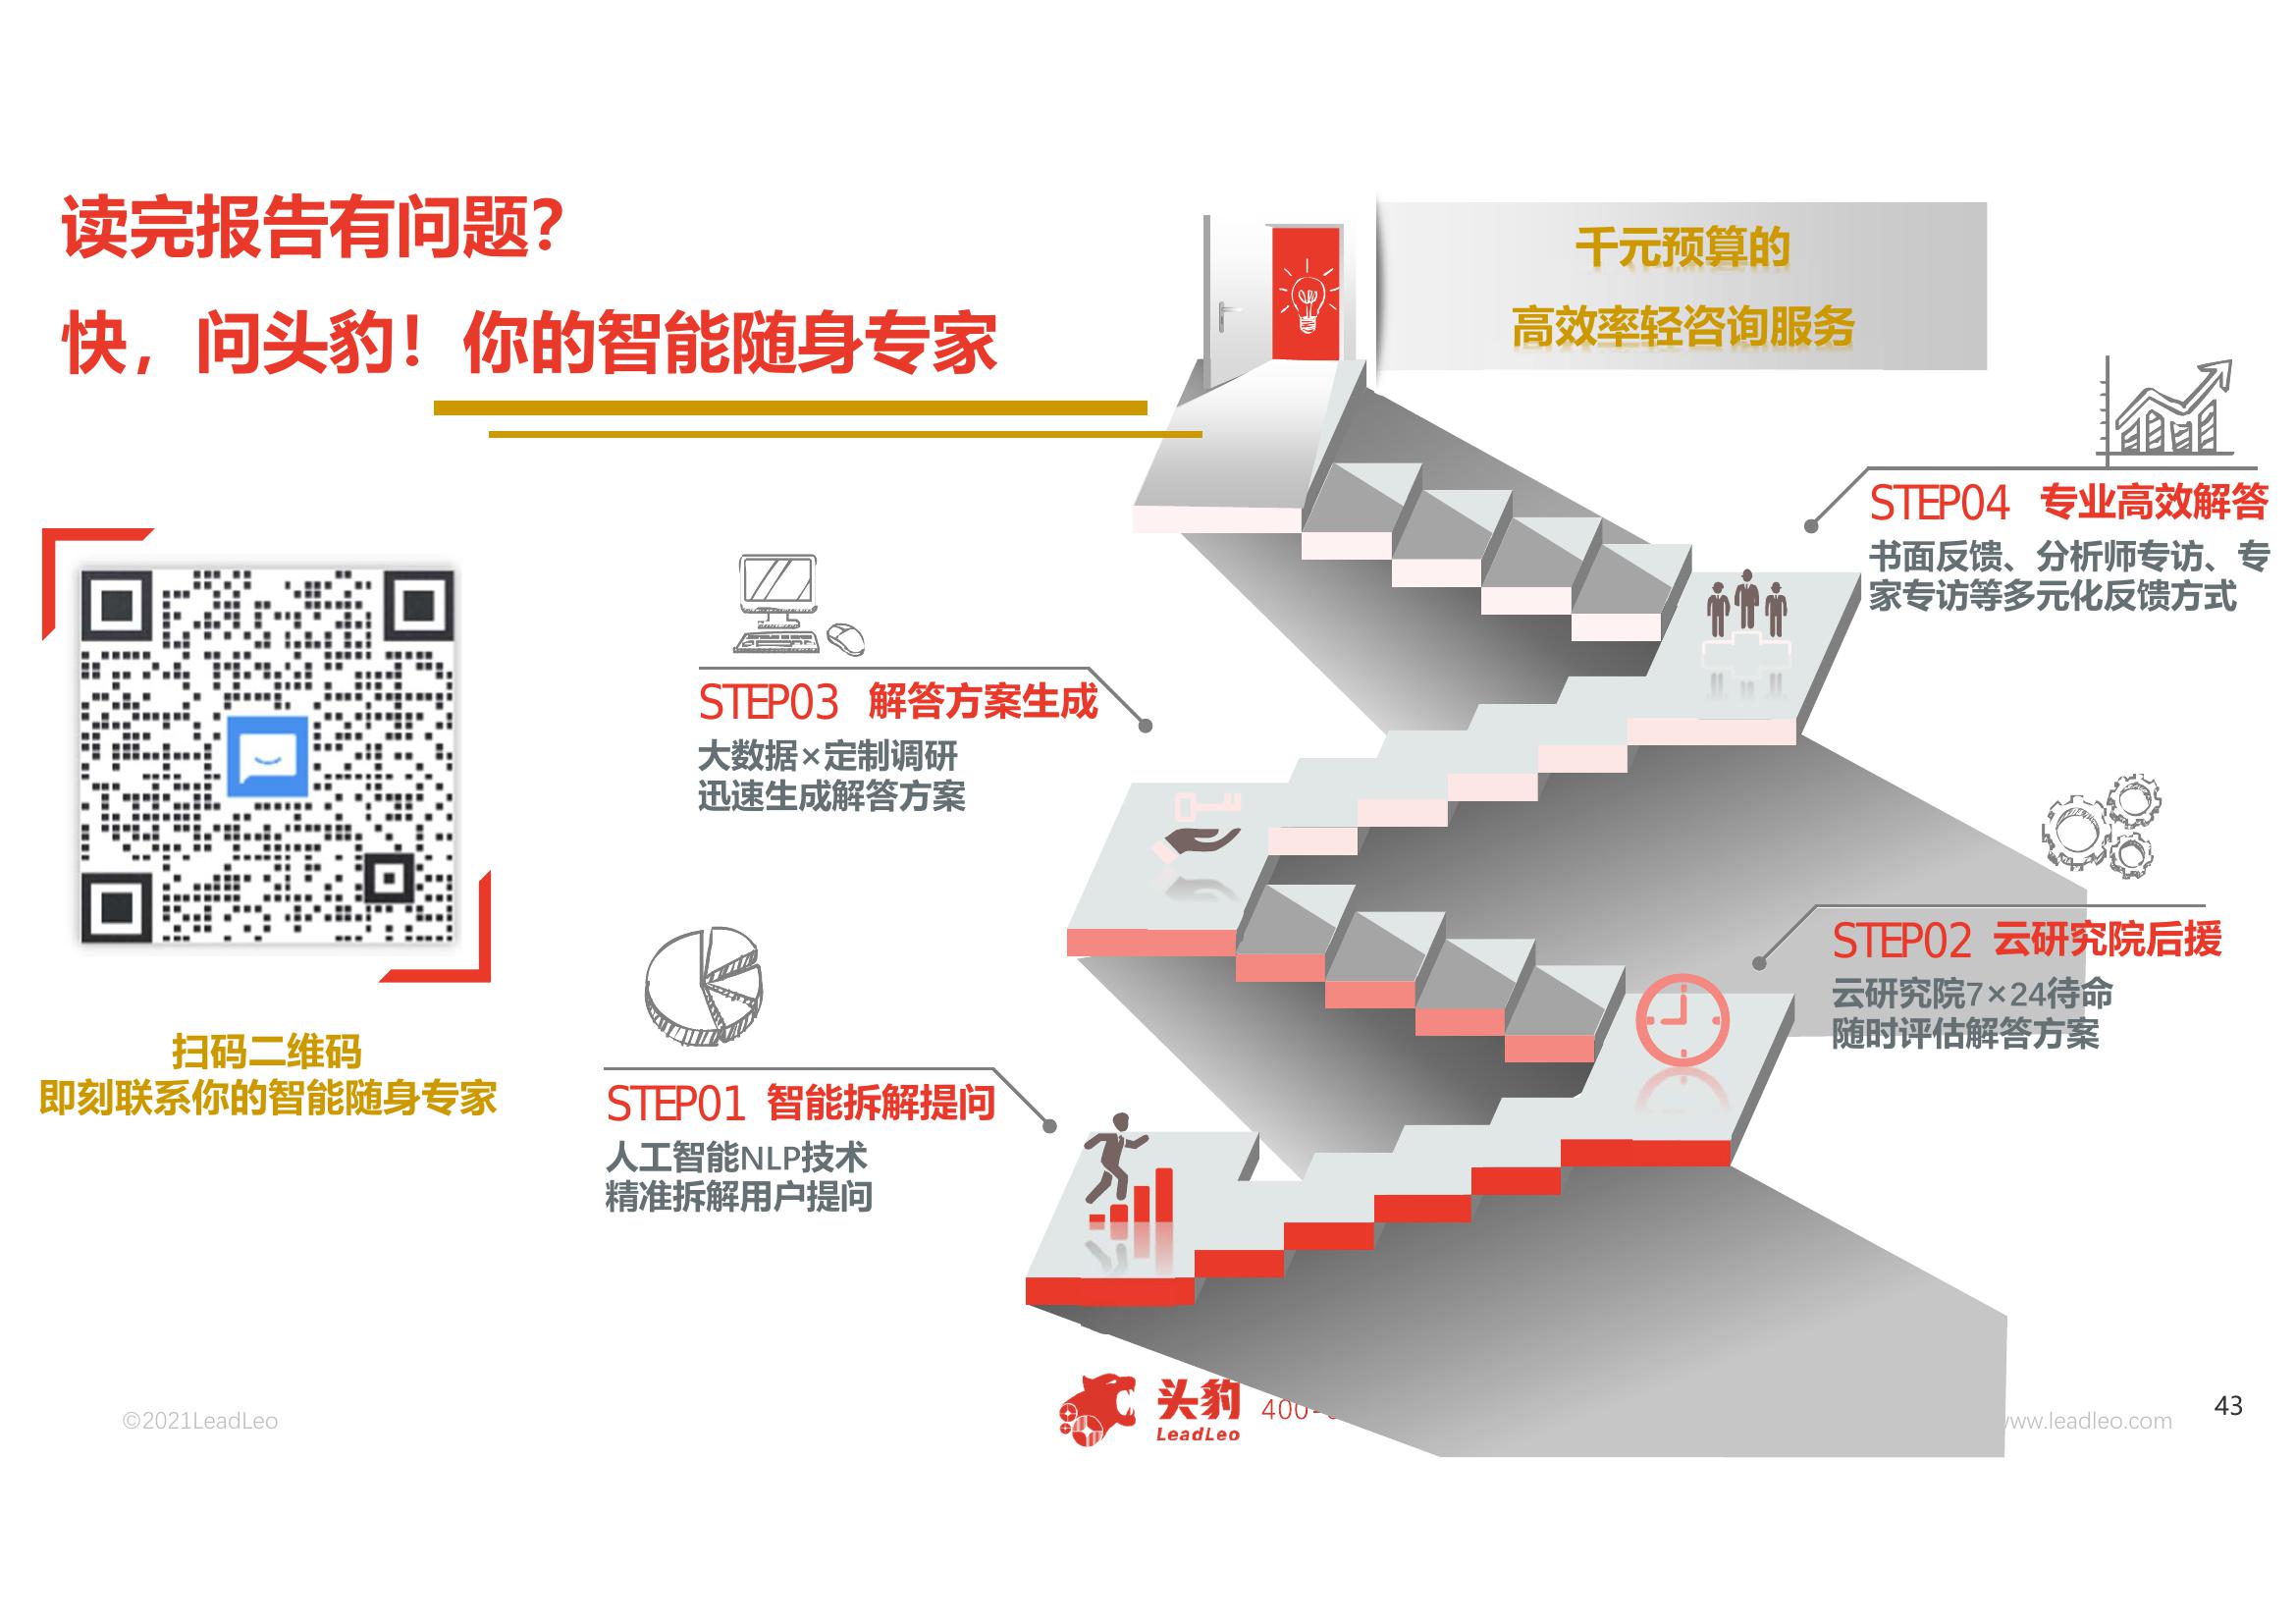 读完报告有问题？
快，问头豹！你的智能随身专家
千元预算的
高效率轻咨询服务
STEP04 专业高效解答
书面反馈、分析师专访、专
家专访等多元化反馈方式
STEP03 解答方案生成
大数据×定制调研
迅速生成解答方案
STEP02 云研究院后援
云研究院7×24待命
随时评估解答方案
扫码二维码
即刻联系你的智能随身专家
STEP01 智能拆解提问
人工智能NLP技术
精准拆解用户提问
©2021LeadLeo
头豹
LeadLeo
400-
www.leadleo.com
43